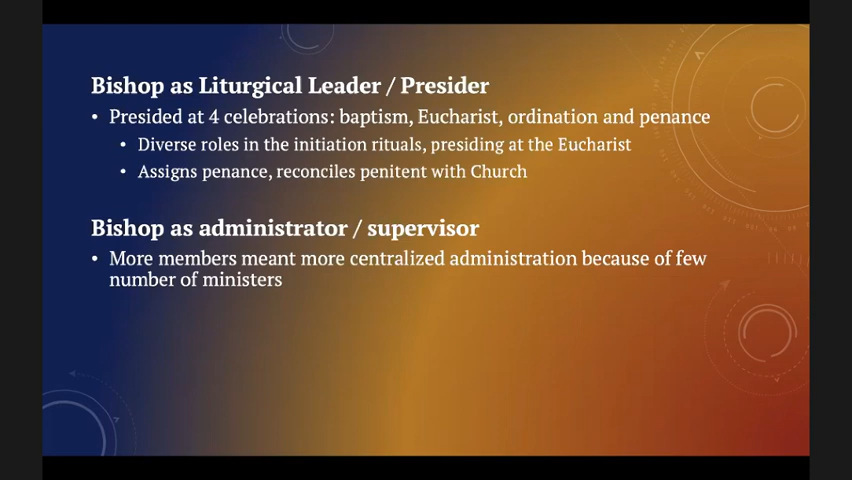 Bishop as Liturgical Leader / Presider
• Presided at 4 celebrations: baptism, Eucharist, ordination and penance
• Diverse roles in the initiation rituals, presiding at the Eucharist
• Assigns penance, reconciles penitent with Church
Bishop as administrator / supervisor
• More members meant more centralized administration because of few
number of ministers